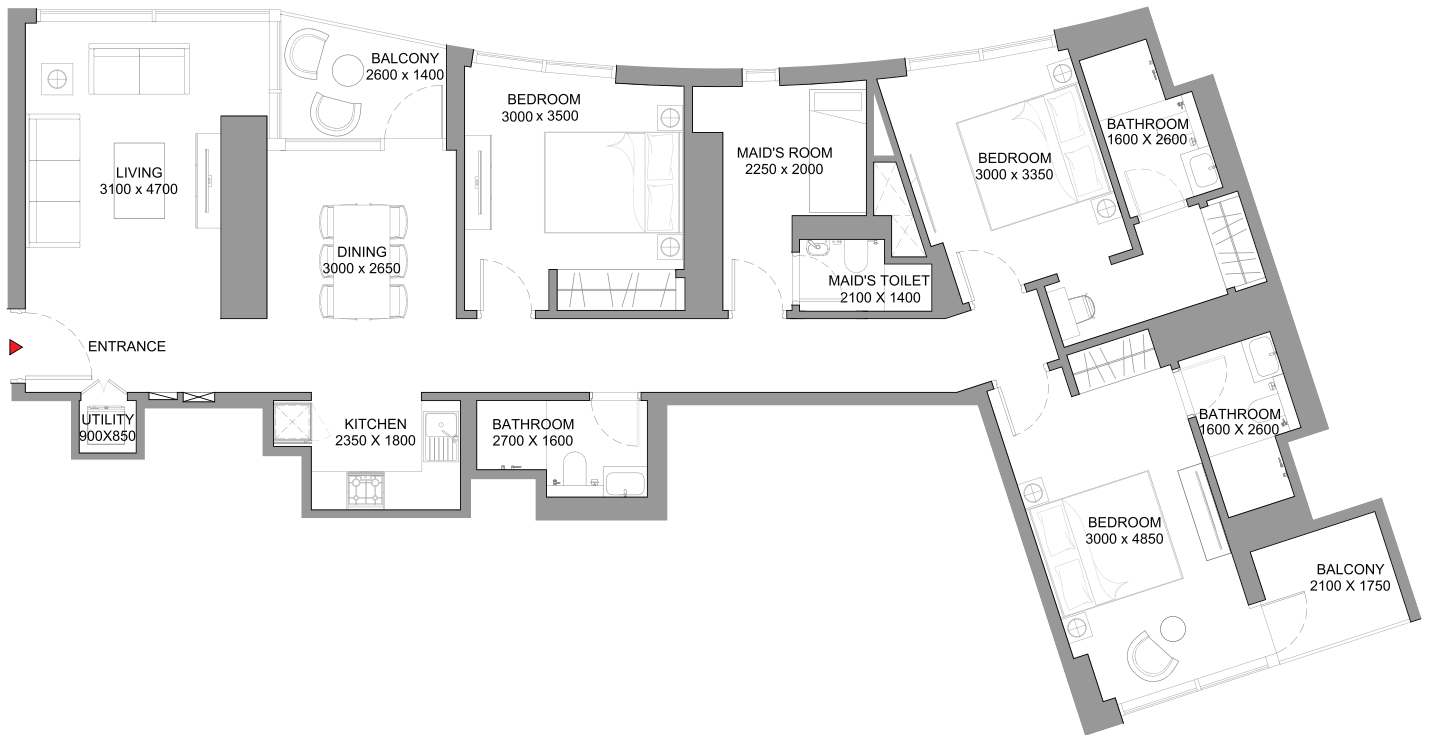 BALCONY
2600 x 1400
BEDROOM
3000 x 3500
MAID'S ROOM
2250 x 2000
BEDROOM
3000 x 3350
BATHROOM
1600 X 2600
LIVING
3100 x 4700
DINING
3000 x 2650
MAID'S TOILET
2100 X 1400
ENTRANCE
UTILITY
900X850
KITCHEN
2350 X 1800
BATHROOM
2700 X 1600
BATHROOM
1600 X 2600
BEDROOM
3000 x 4850
BALCONY
2100 X 1750